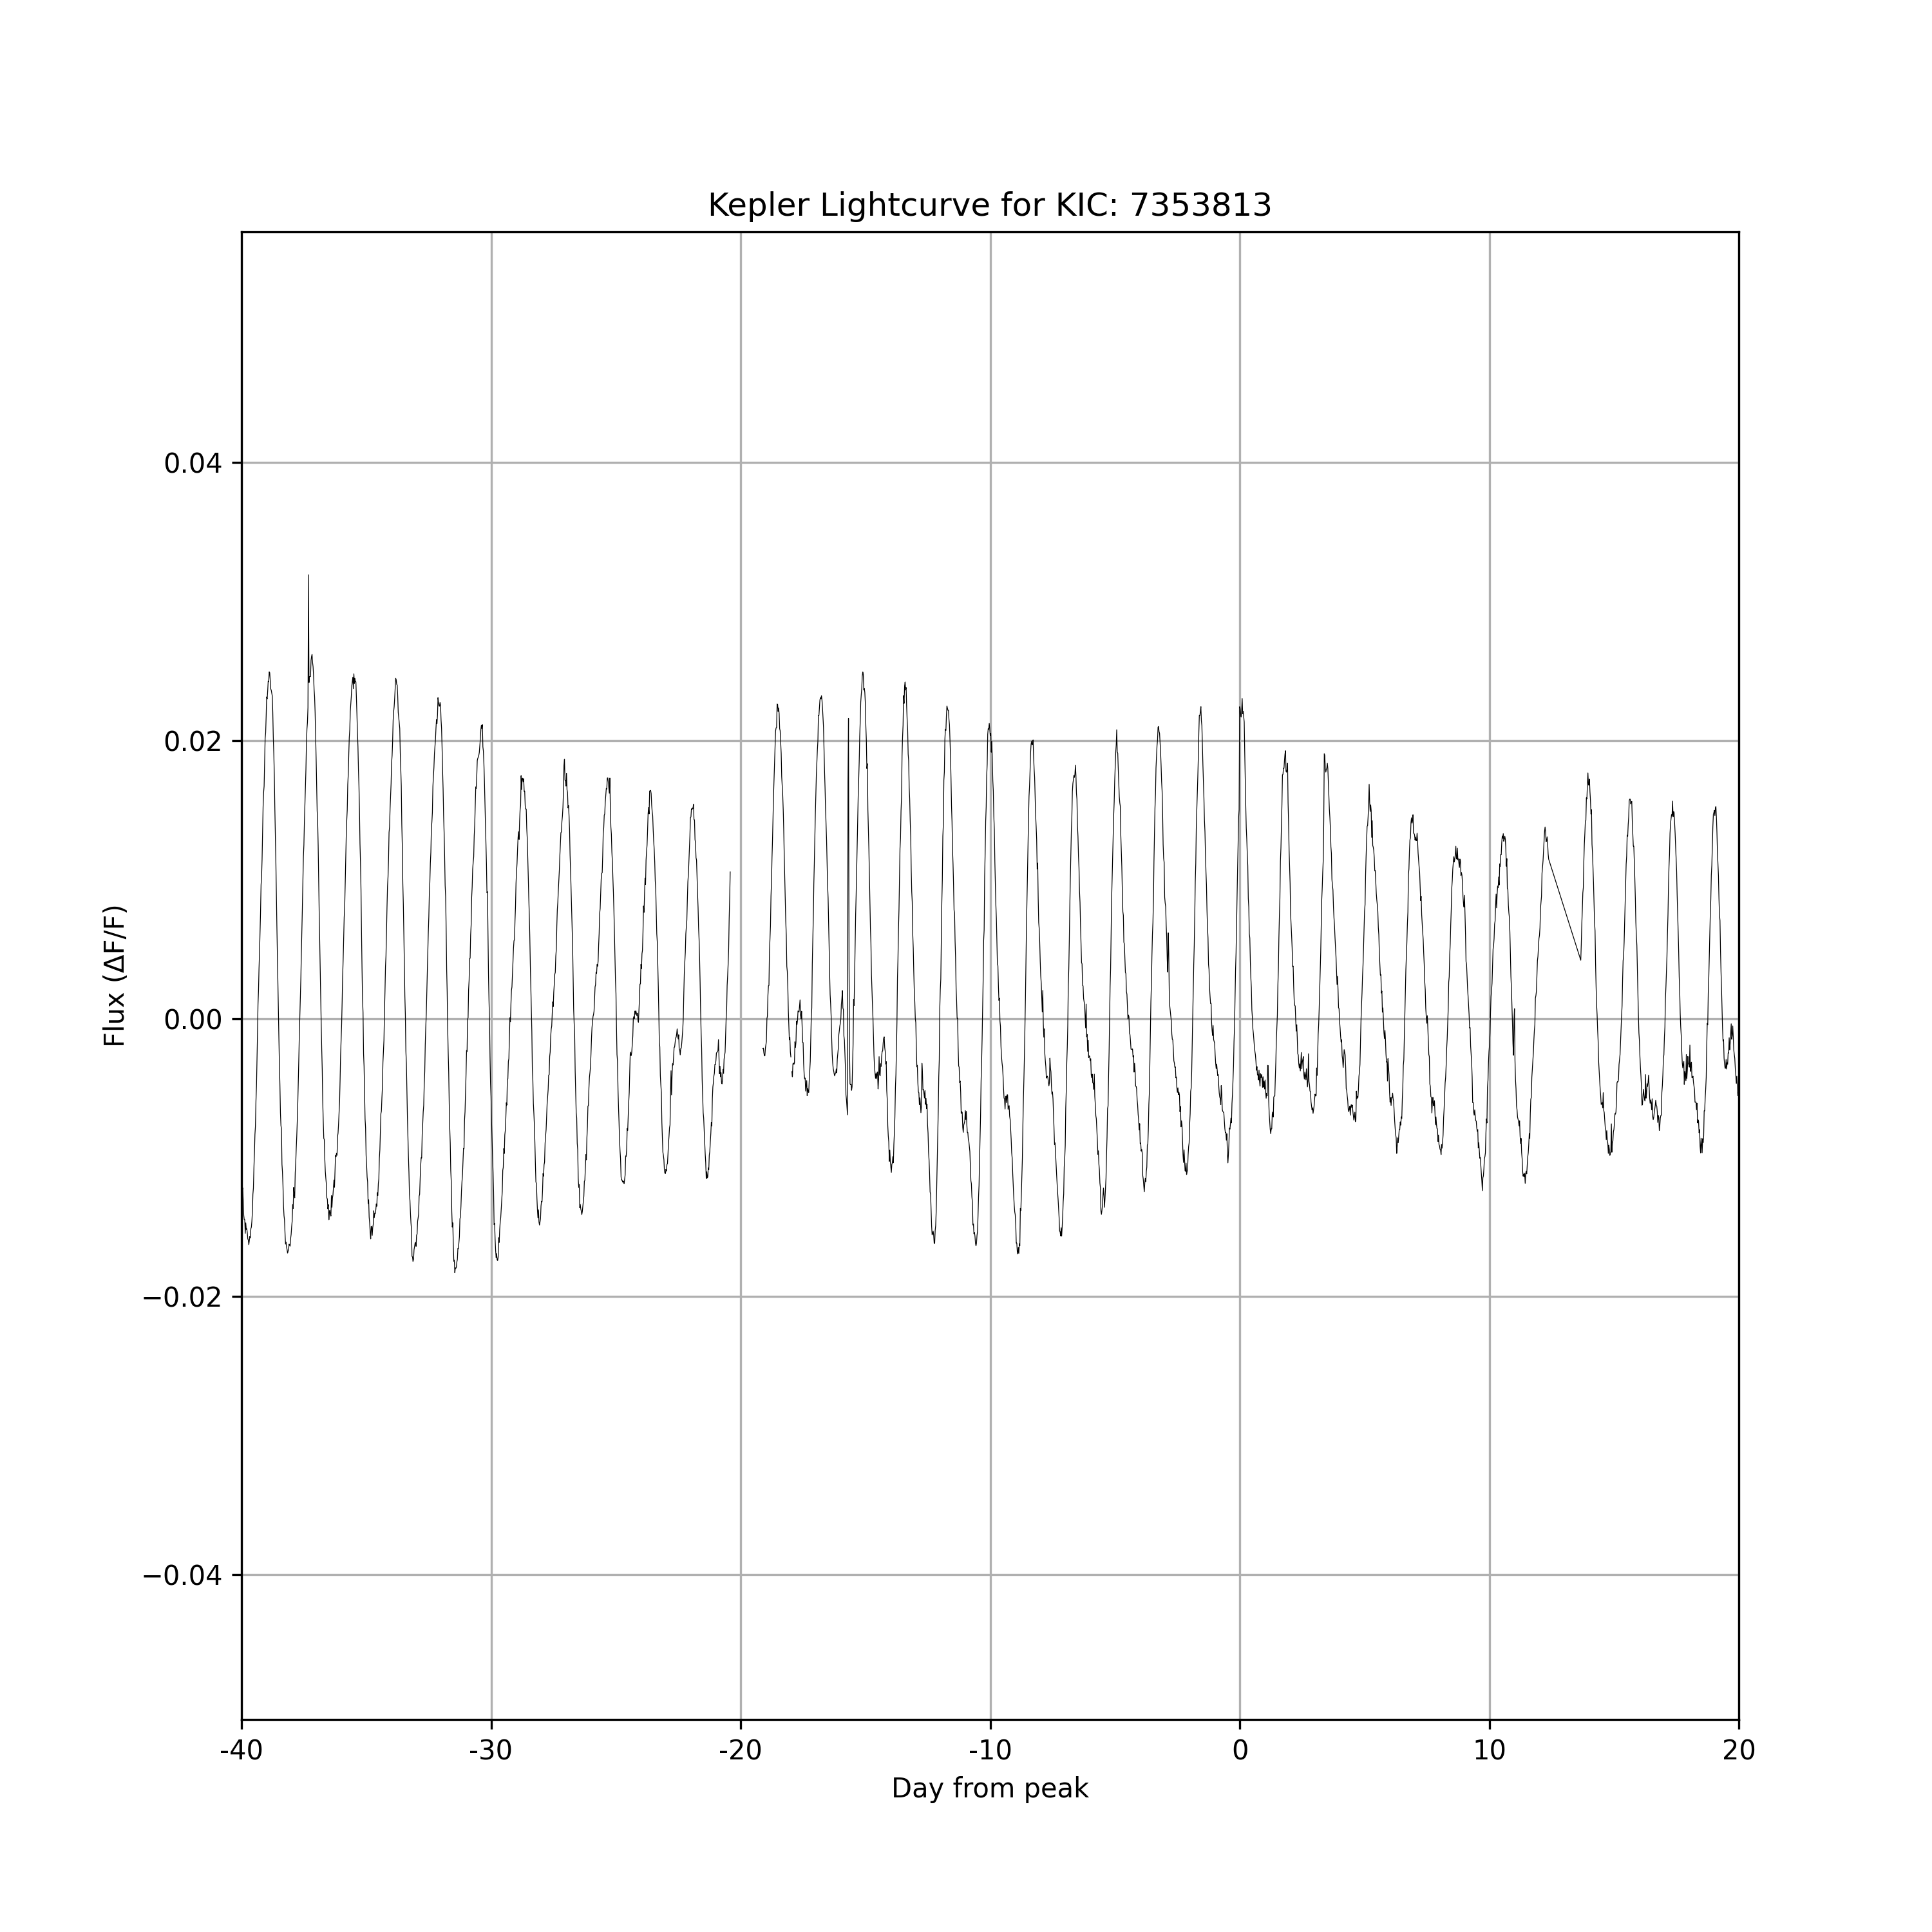 Kepler Lightcurve for KIC: 7353813
Flux (ΔF/F)
0.04
0.02
0.00
−0.02
−0.04
-40 -30 -20 -10 0 10 20
Day from peak